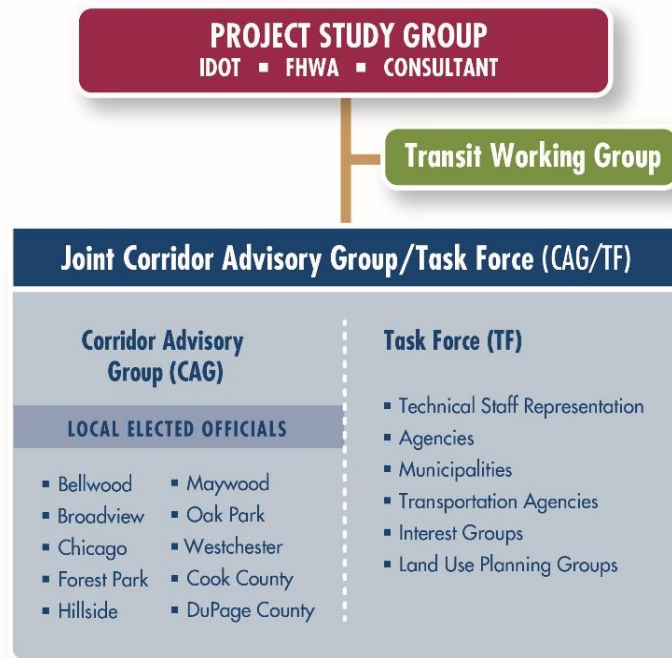 PROJECT STUDY GROUP
IDOT ▪ FHWA ▪ CONSULTANT
Transit Working Group
Joint Corridor Advisory Group/Task Force (CAG/TF)
Corridor Advisory
Group (CAG)
LOCAL ELECTED OFFICIALS
▪ Bellwood
▪ Broadview
▪ Chicago
▪ Forest Park
▪ Hillside
▪ Maywood
▪ Oak Park
▪ Westchester
▪ Cook County
▪ DuPage County
Task Force (TF)
▪ Technical Staff Representation
▪ Agencies
▪ Municipalities
▪ Transportation Agencies
▪ Interest Groups
▪ Land Use Planning Groups